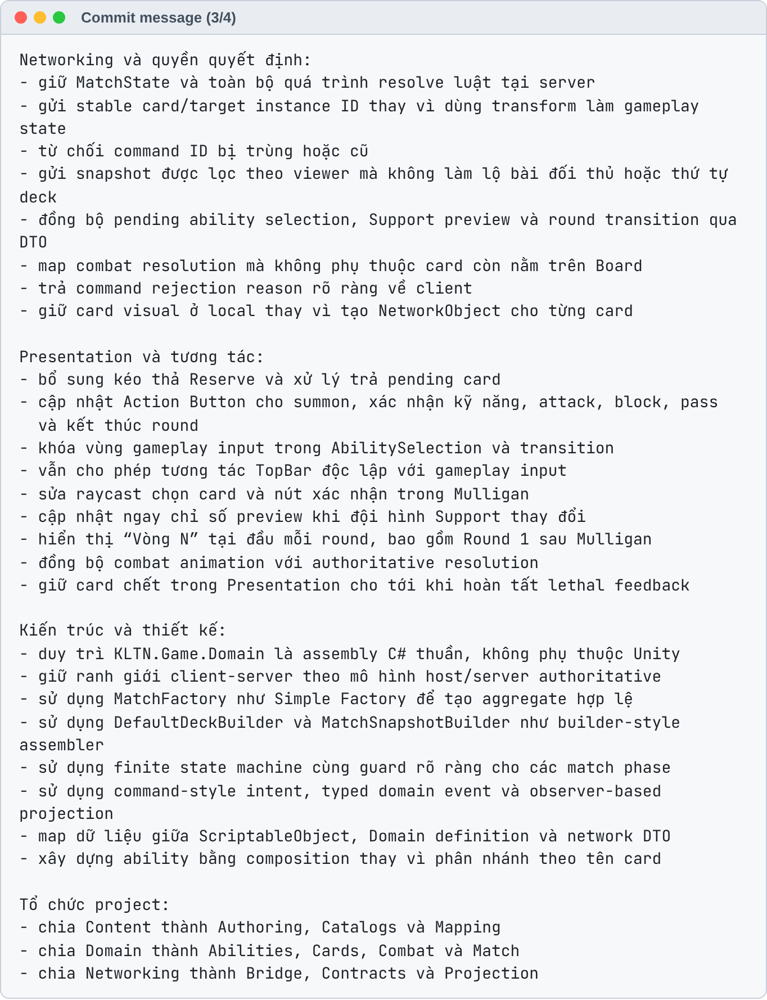 Commit message (3/4)
Networking và quyền quyết định:
- giữ MatchState và toàn bộ quá trình resolve luật tại server
- gửi stable card/target instance ID thay vì dùng transform làm gameplay
state
- từ chối command ID bị trùng hoặc cũ
- gửi snapshot được lọc theo viewer mà không làm lộ bài đối thủ hoặc thứ tự
deck
- đồng bộ pending ability selection, Support preview và round transition qua
DTO
- map combat resolution mà không phụ thuộc card còn nằm trên Board
- trả command rejection reason rõ ràng về client
- giữ card visual ở local thay vì tạo NetworkObject cho từng card

Presentation và tương tác:
- bổ sung kéo thả Reserve và xử lý trả pending card
- cập nhật Action Button cho summon, xác nhận kỹ năng, attack, block, pass
  và kết thúc round
- khóa vùng gameplay input trong AbilitySelection và transition
- vẫn cho phép tương tác TopBar độc lập với gameplay input
- sửa raycast chọn card và nút xác nhận trong Mulligan
- cập nhật ngay chỉ số preview khi đội hình Support thay đổi
- hiển thị “Vòng N” tại đầu mỗi round, bao gồm Round 1 sau Mulligan
- đồng bộ combat animation với authoritative resolution
- giữ card chết trong Presentation cho tới khi hoàn tất lethal feedback

Kiến trúc và thiết kế:
- duy trì KLTN.Game.Domain là assembly C# thuần, không phụ thuộc Unity
- giữ ranh giới client-server theo mô hình host/server authoritative
- sử dụng MatchFactory như Simple Factory để tạo aggregate hợp lệ
- sử dụng DefaultDeckBuilder và MatchSnapshotBuilder như builder-style
assembler
- sử dụng finite state machine cùng guard rõ ràng cho các match phase
- sử dụng command-style intent, typed domain event và observer-based
projection
- map dữ liệu giữa ScriptableObject, Domain definition và network DTO
- xây dựng ability bằng composition thay vì phân nhánh theo tên card

Tổ chức project:
- chia Content thành Authoring, Catalogs và Mapping
- chia Domain thành Abilities, Cards, Combat và Match
- chia Networking thành Bridge, Contracts và Projection